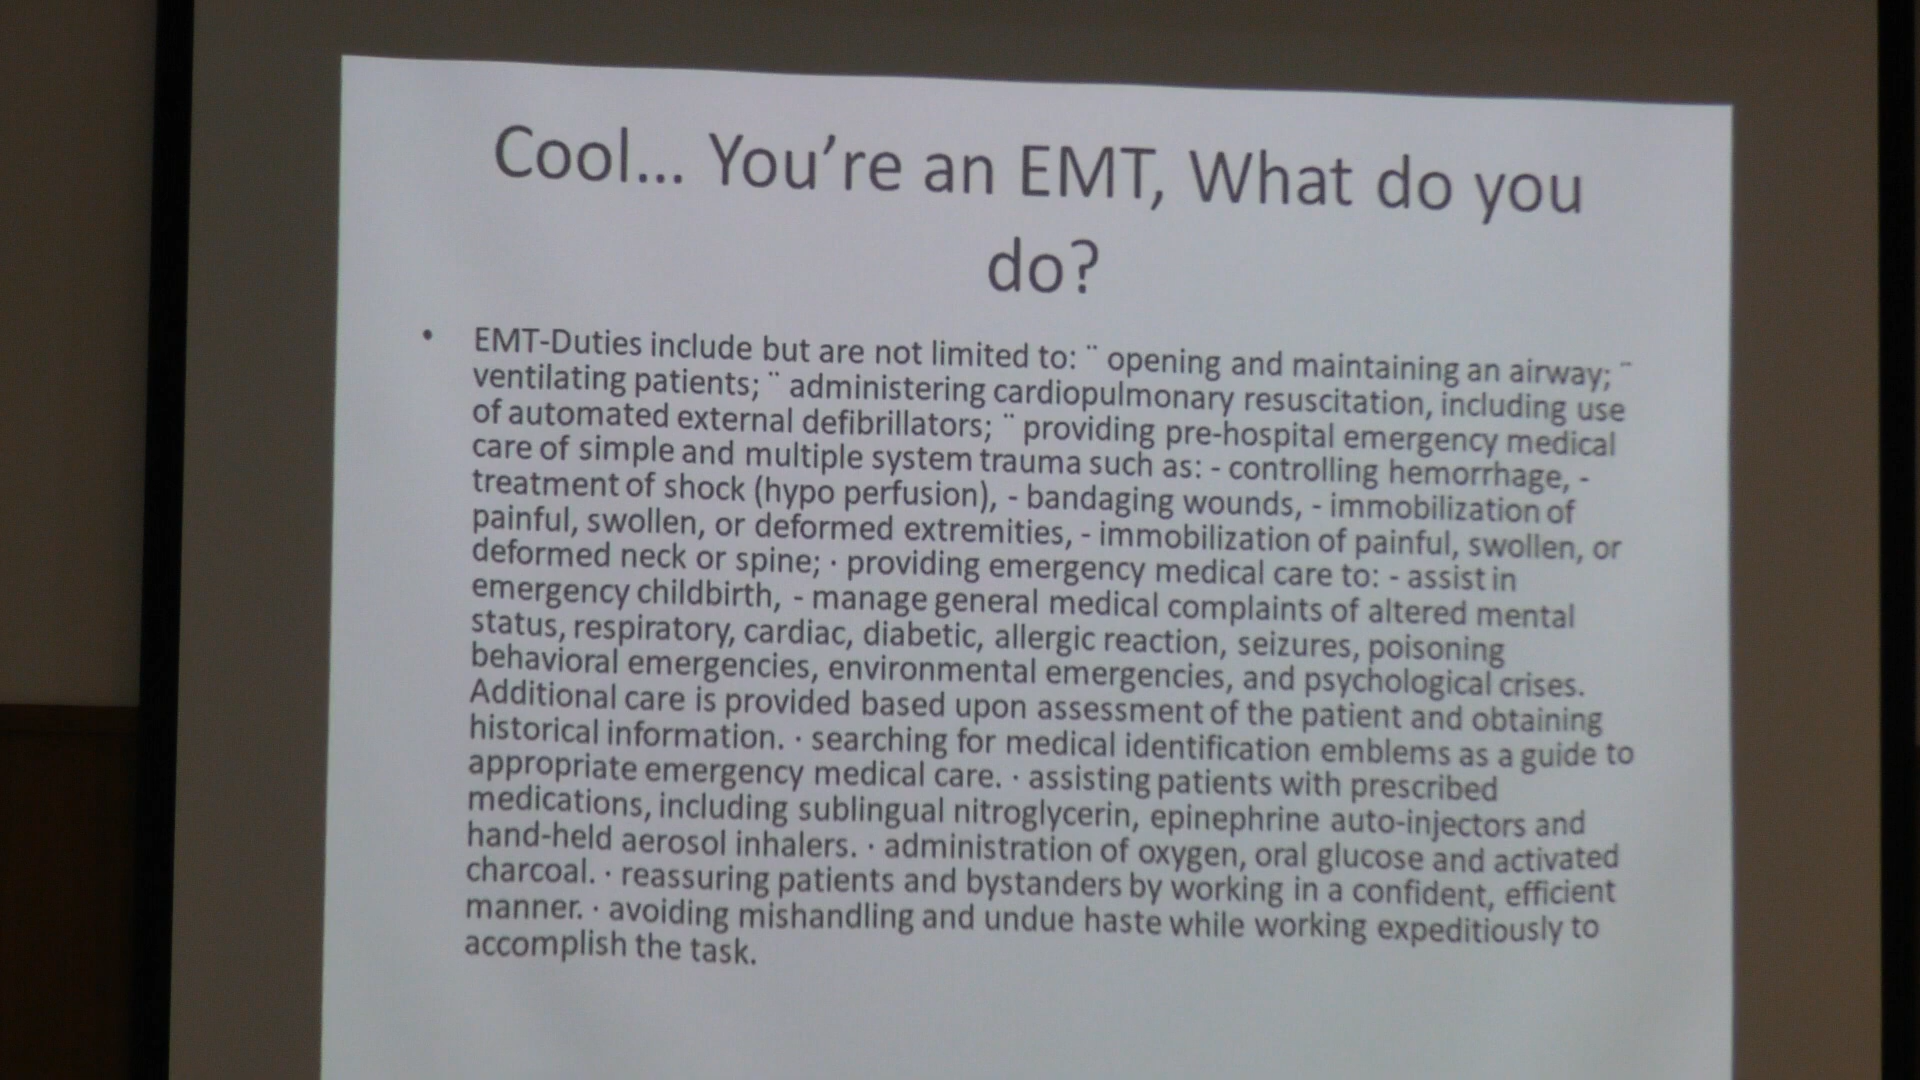 Cool... You're an EMT, What do you
do?
• EMT-Duties include but are not limited to: ¨ opening and maintaining an airway; ¨
ventilating patients; ¨ administering cardiopulmonary resuscitation, including use
of automated external defibrillators; ¨ providing pre-hospital emergency medical
care of simple and multiple system trauma such as: - controlling hemorrhage, -
treatment of shock (hypo perfusion), - bandaging wounds, - immobilization of
painful, swollen, or deformed extremities, - immobilization of painful, swollen, or
deformed neck or spine; · providing emergency medical care to: - assist in
emergency childbirth, - manage general medical complaints of altered mental
status, respiratory, cardiac, diabetic, allergic reaction, seizures, poisoning
behavioral emergencies, environmental emergencies, and psychological crises.
Additional care is provided based upon assessment of the patient and obtaining
historical information. · searching for medical identification emblems as a guide to
appropriate emergency medical care. · assisting patients with prescribed
medications, including sublingual nitroglycerin, epinephrine auto-injectors and
hand-held aerosol inhalers. · administration of oxygen, oral glucose and activated
charcoal. · reassuring patients and bystanders by working in a confident, efficient
manner. · avoiding mishandling and undue haste while working expeditiously to
accomplish the task.